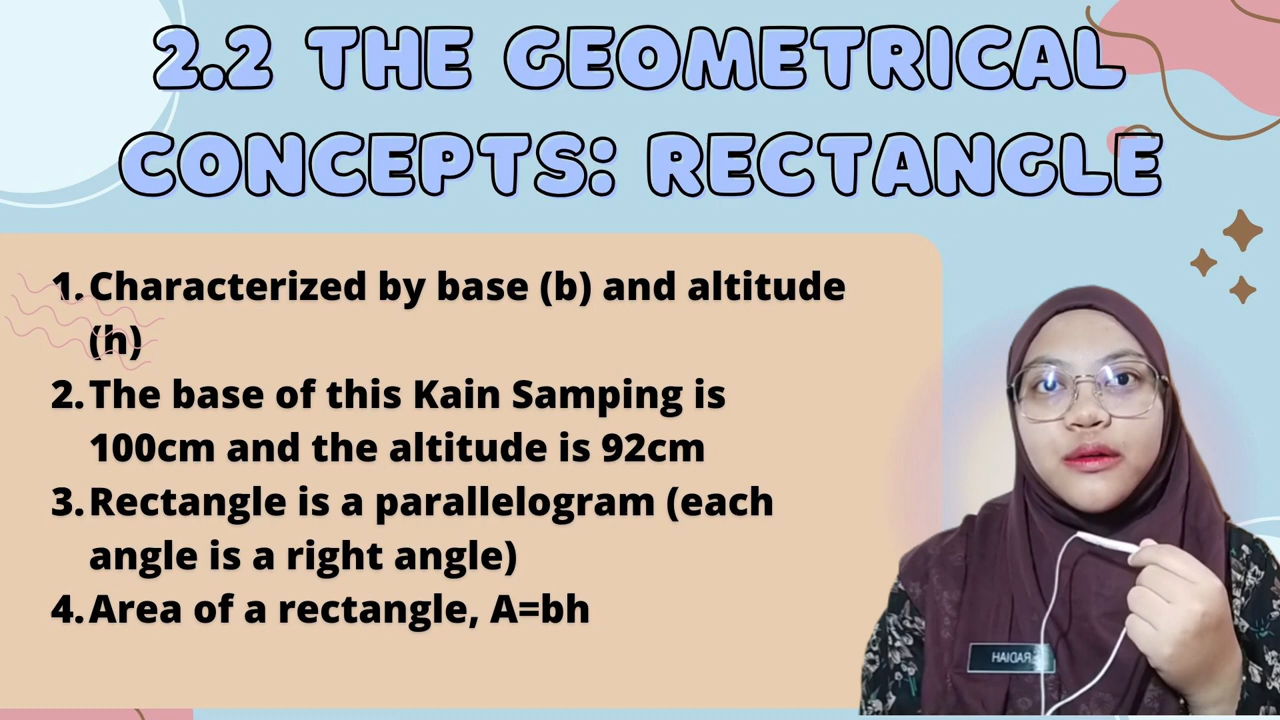 2.2 THE GEOMETRICAL
CONCEPTS: RECTANGLE
1. Characterized by base (b) and altitude
(h)
2. The base of this Kain Samping is
100cm and the altitude is 92cm
3. Rectangle is a parallelogram (each
angle is a right angle)
4. Area of a rectangle, A=bh